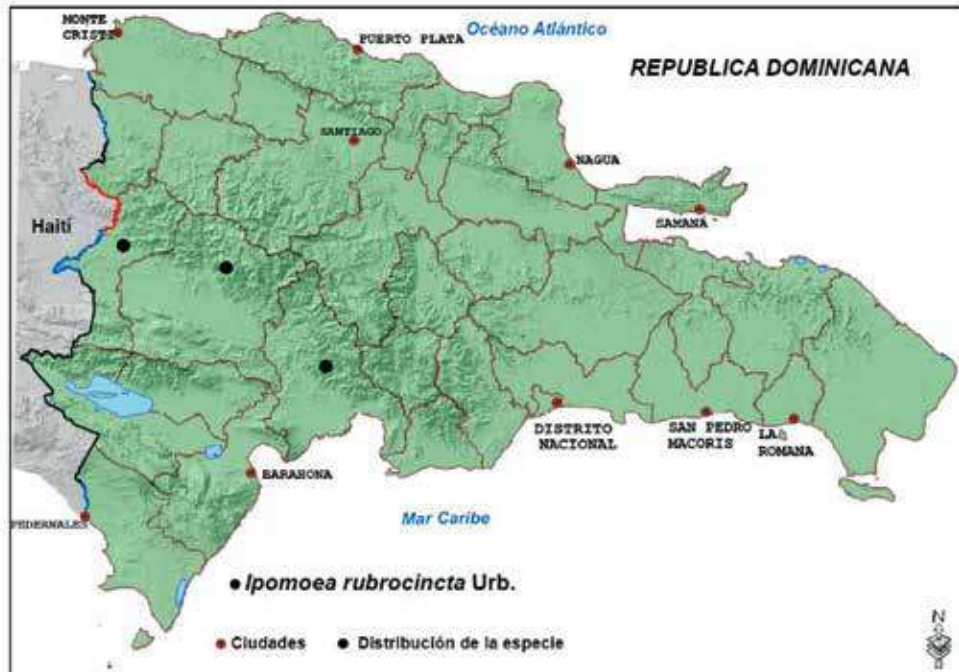 MONTE
CRISTI
PUERTO PLATA
Océano Atlántico
REPUBLICA DOMINICANA
SANTIAGO
NAGUA
SAMANA
Haití
DISTRITO
NACIONAL
SAN PEDRO
MACORIS
LA
ROMANA
BARAHONA
PEDERNALES
Mar Caribe
Ipomoea rubrocincta Urb.
Ciudades
Distribución de la especie
N